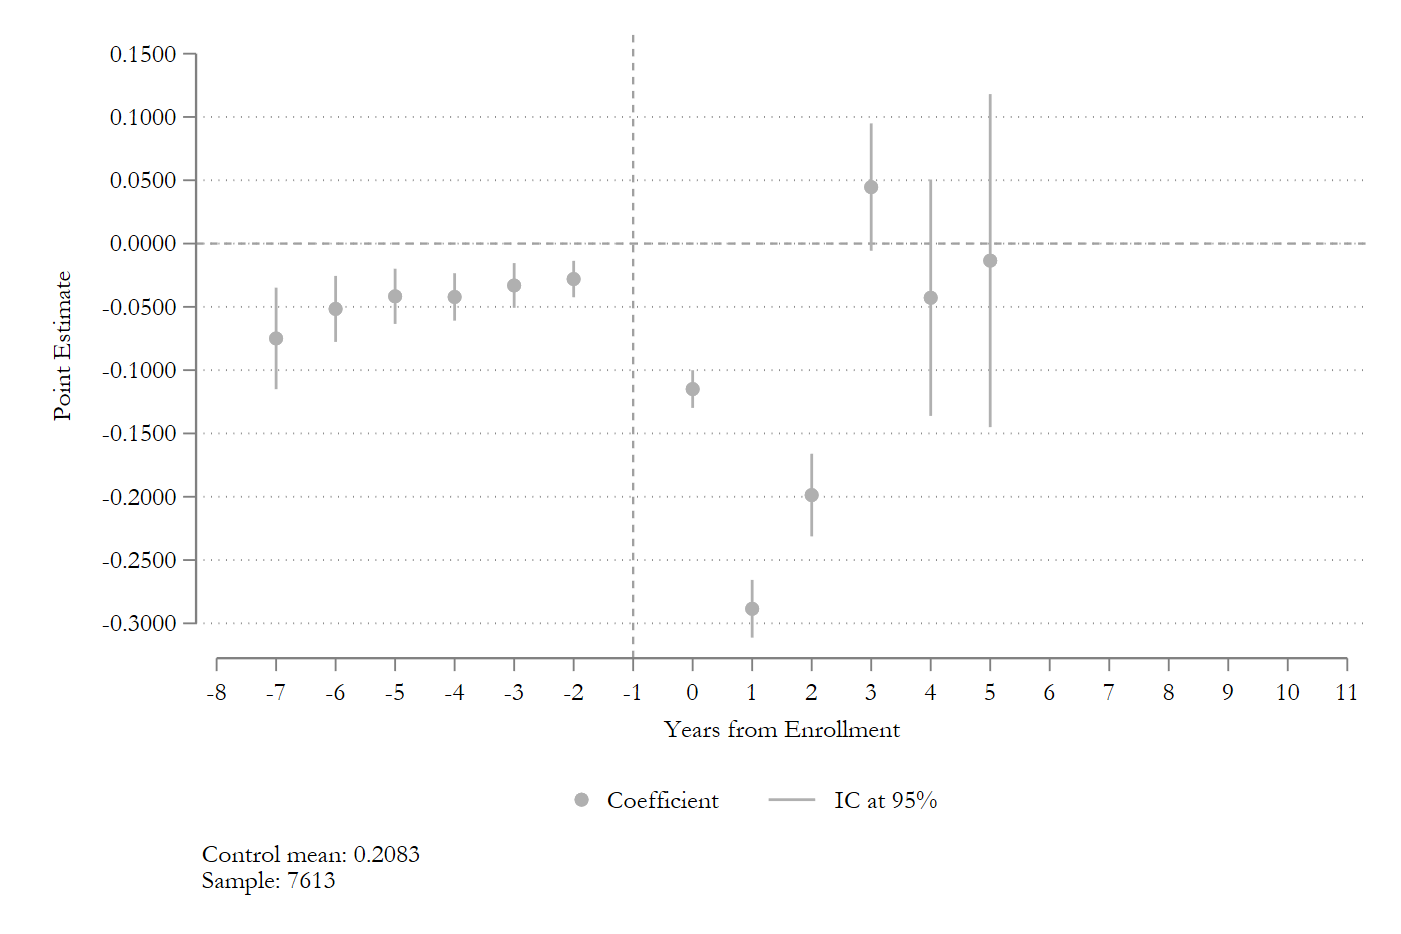 0.1500
0.1000
0.0500
0.0000
-0.0500
-0.1000
-0.1500
-0.2000
-0.2500
-0.3000
Point Estimate
-8 -7 -6 -5 -4 -3 -2 -1 0 1 2 3 4 5 6 7 8 9 10 11
Years from Enrollment
Coefficient IC at 95%
Control mean: 0.2083
Sample: 7613